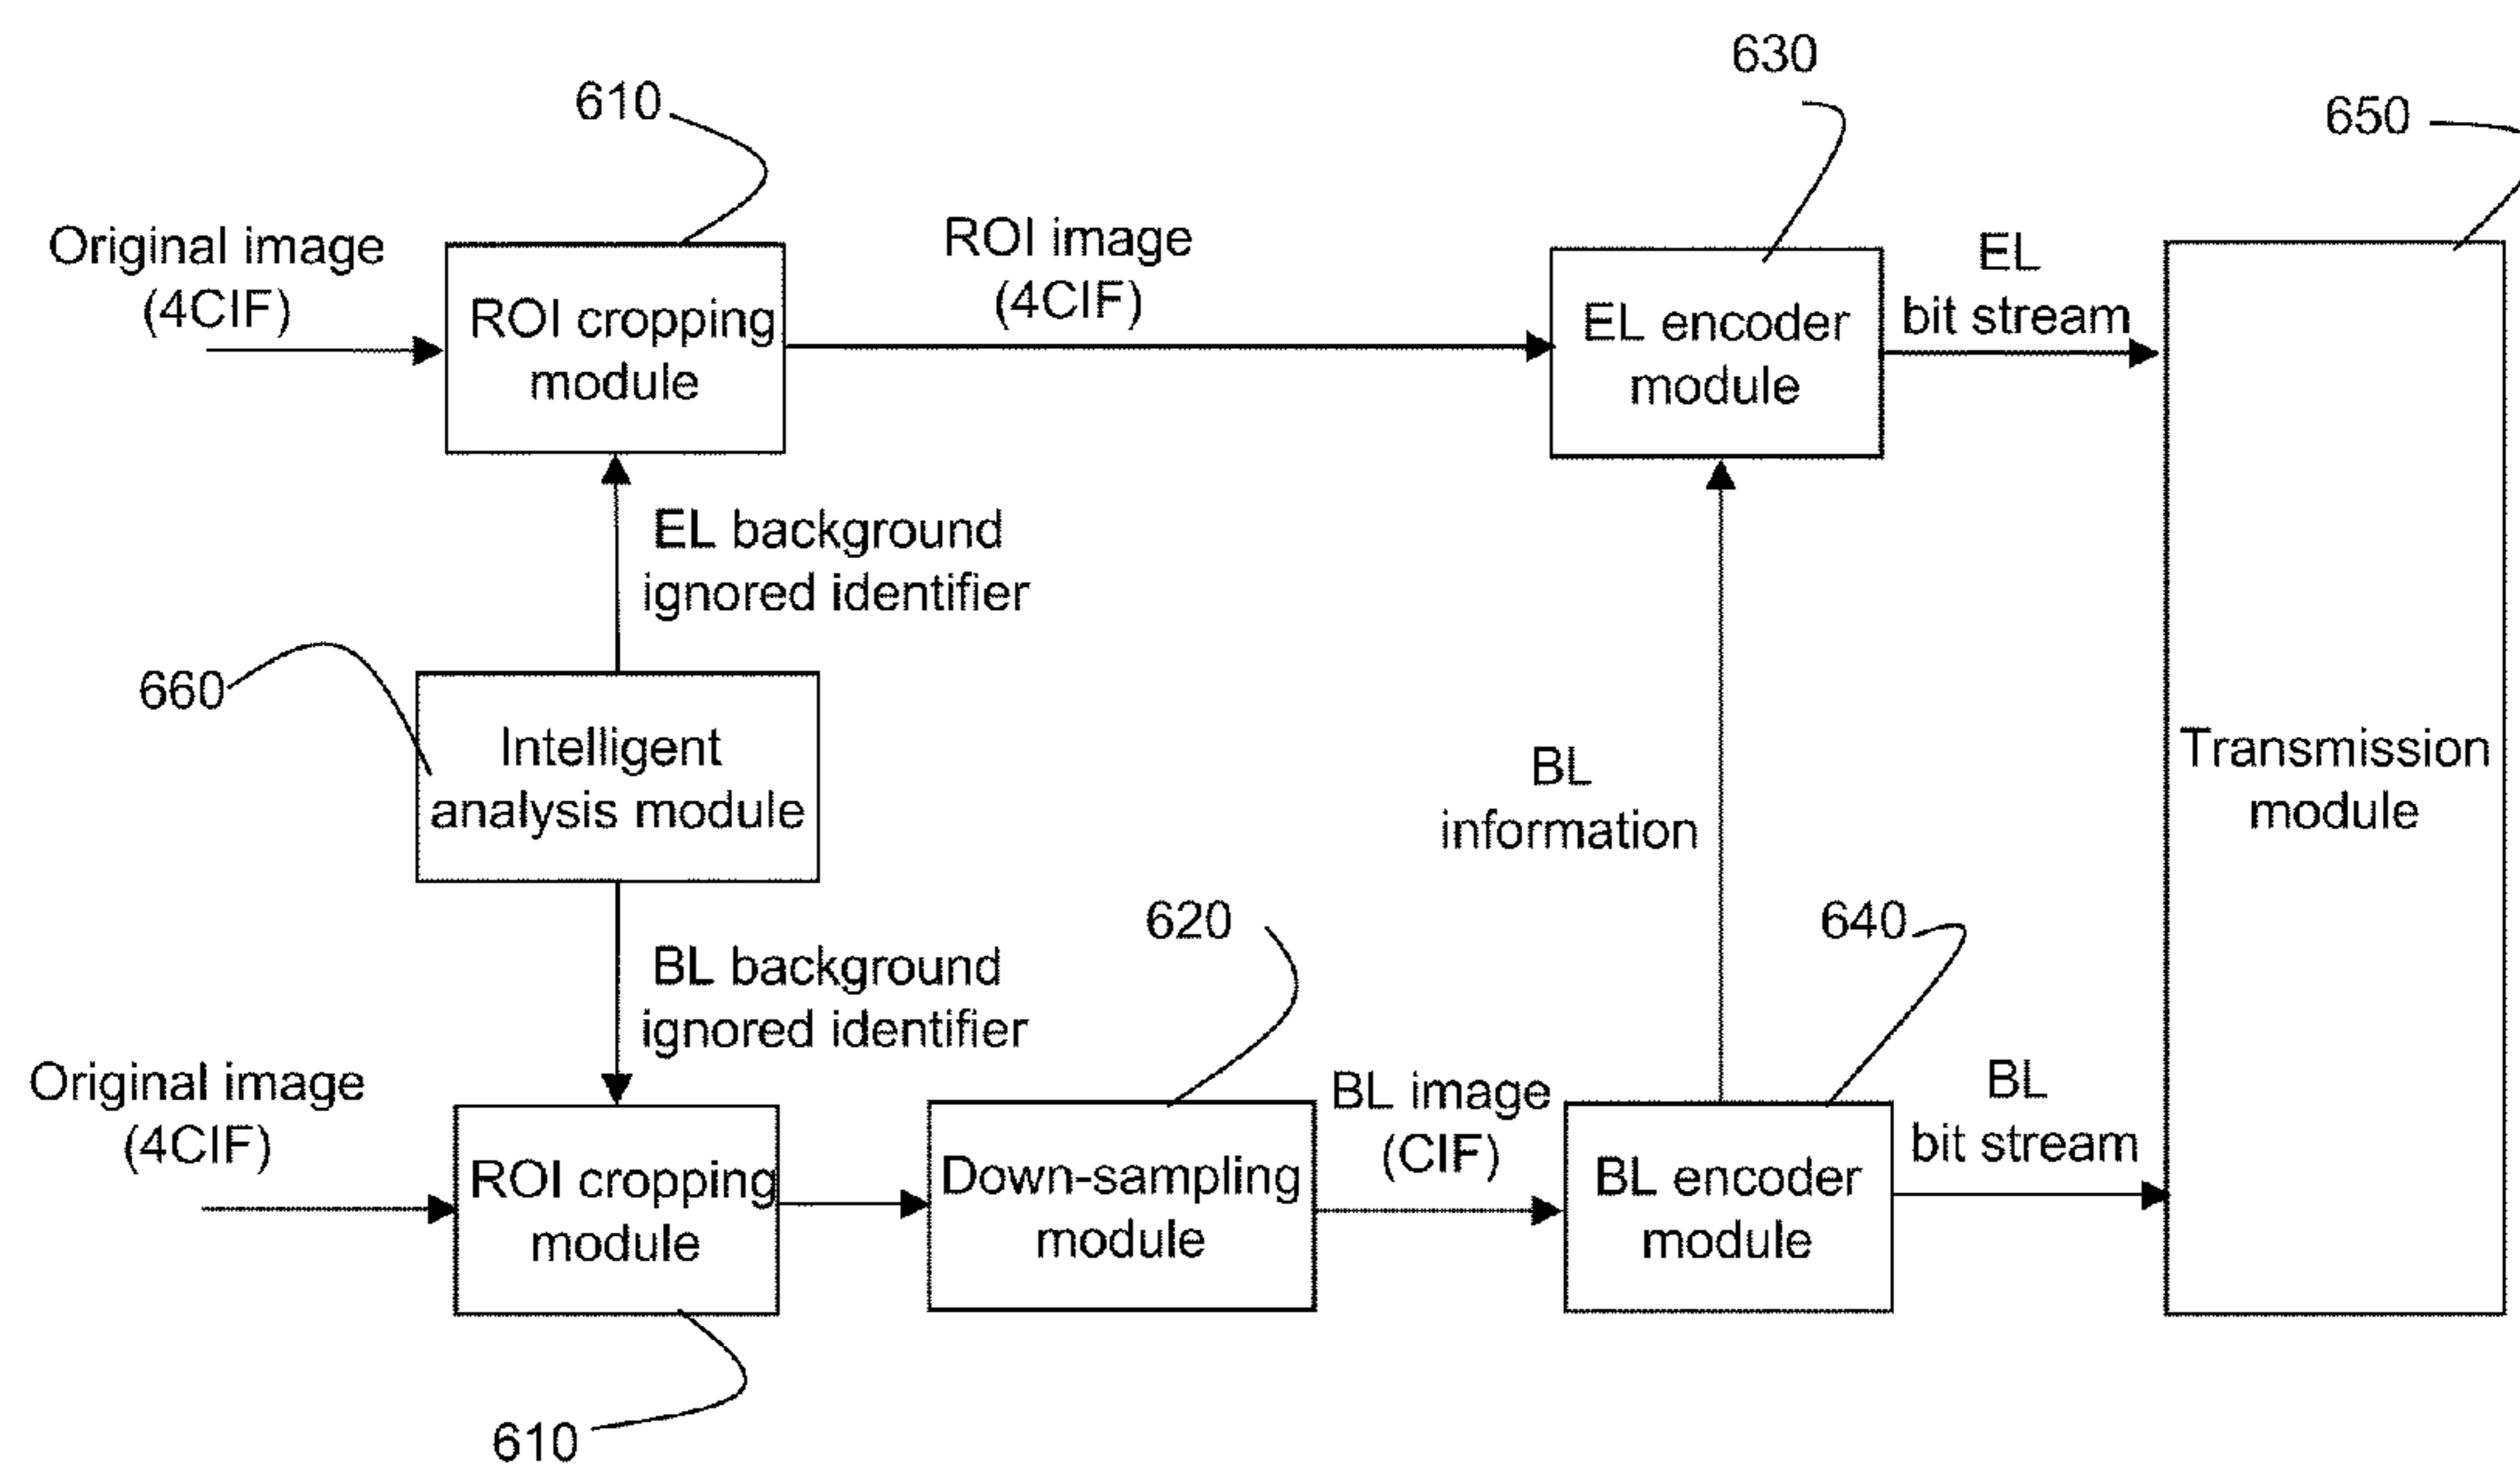 630
610
650
Original image
(4CIF)
ROI cropping
module
ROI image
(4CIF)
EL encoder
module
EL
bit stream
EL background
ignored identifier
660
Intelligent
analysis module
BL
information
Transmission
module
BL background
ignored identifier
620
640
Original image
(4CIF)
ROI cropping
module
Down-sampling
module
BL image
(CIF)
BL encoder
module
BL
bit stream
610